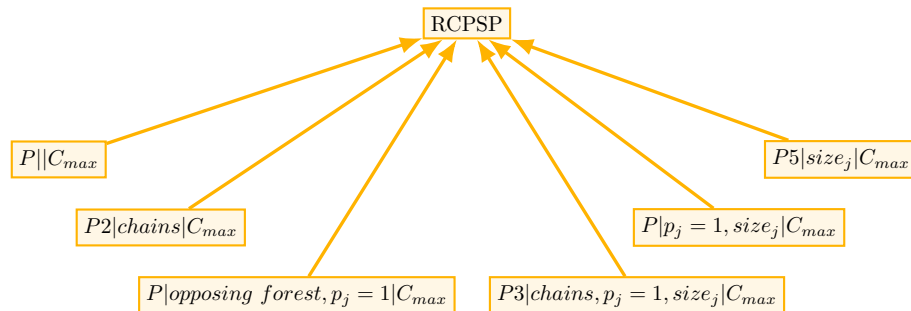 RCPSP
P||C_{max}
P5|size_j|C_{max}
P2|chains|C_{max}
P|p_j = 1, size_j|C_{max}
P|opposing forest, p_j = 1|C_{max}
P3|chains, p_j = 1, size_j|C_{max}